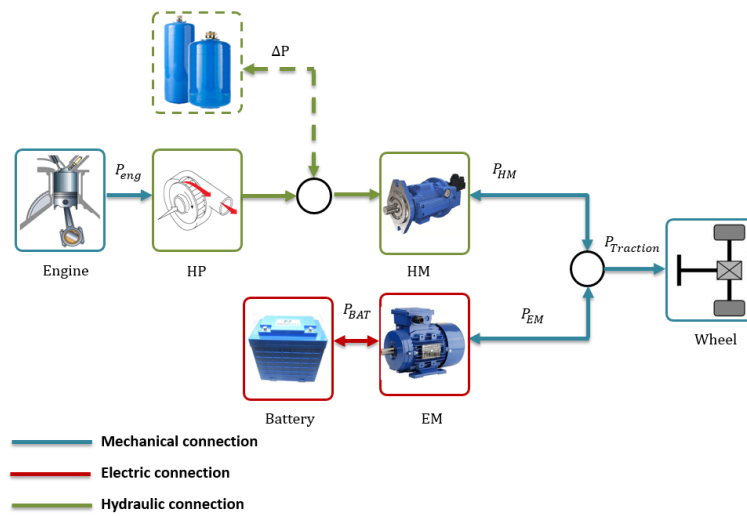 ΔP
P_eng
P_HM
Engine
HP
HM
P_Traction
P_BAT
P_EM
Wheel
Battery
EM
Mechanical connection
Electric connection
Hydraulic connection